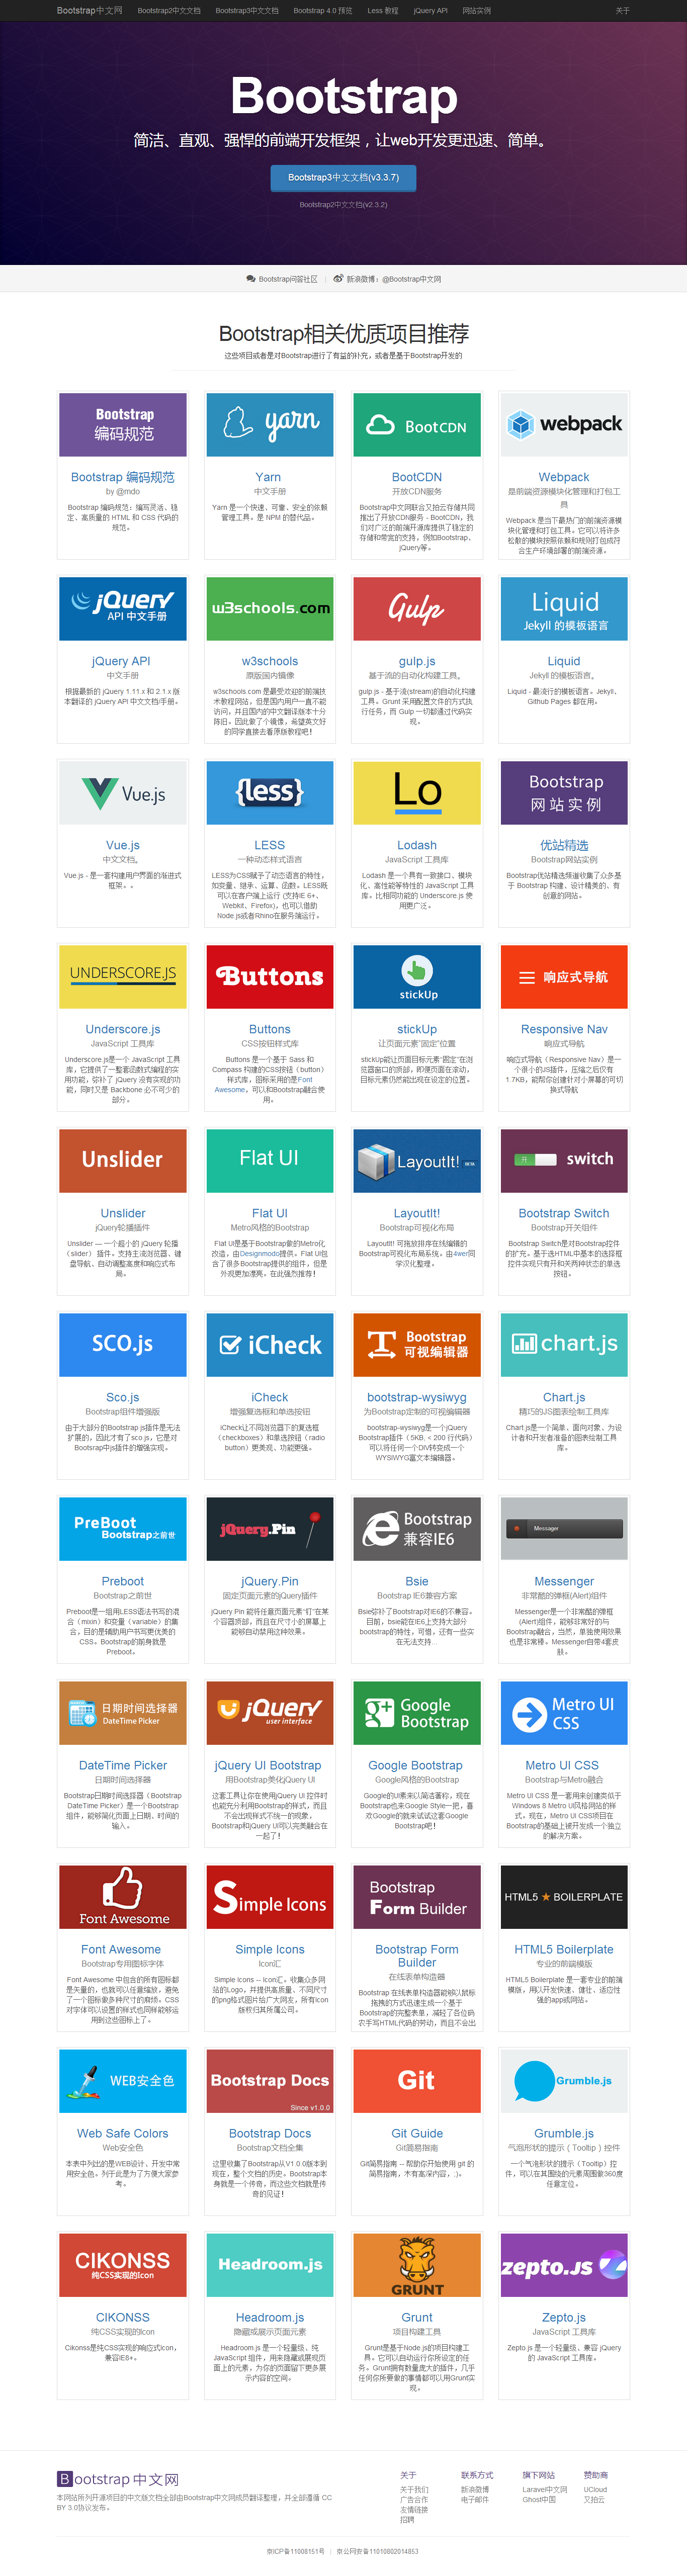 Bootstrap中文网 Bootstrap2中文文档 Bootstrap3中文文档 Bootstrap 4.0 预览 Less 教程 jQuery API 网站实例 关于
Bootstrap
简洁、直观、强悍的前端开发框架，让web开发更迅速、简单。
Bootstrap3中文文档(v3.3.7)
Bootstrap2中文文档(v2.3.2)
Bootstrap问答社区 | 新浪微博：@Bootstrap中文网
Bootstrap相关优质项目推荐
这些项目或者是对Bootstrap进行了有益的补充，或者是基于Bootstrap开发的
Bootstrap
编码规范
Bootstrap 编码规范
by @mdo
Bootstrap 编码规范：编写灵活、稳
定、高质量的 HTML 和 CSS 代码的
规范。
yarn
Yarn
中文手册
Yarn 是一个快速、可靠、安全的依赖
管理工具。是 NPM 的替代品。
BootCDN
BootCDN
开放CDN服务
Bootstrap中文网联合又拍云存储共同
推出了开放CDN服务 - BootCDN，我
们对广泛的前端开源库提供了稳定的
存储和带宽的支持，例如Bootstrap、
jQuery等。
webpack
Webpack
是前端资源模块化管理和打包工
具
Webpack 是当下最热门的前端资源模
块化管理和打包工具。它可以将许多
松散的模块按照依赖和规则打包成符
合生产环境部署的前端资源。
jQuery
API 中文手册
jQuery API
中文手册
根据最新的 jQuery 1.11.x 和 2.1.x 版
本翻译的 jQuery API 中文文档/手册。
w3schools.com
w3schools
原版国内镜像
w3schools.com 是最受欢迎的前端技
术教程网站，但是国内用户一直不能
访问，并且国内的中文翻译版本十分
陈旧。因此做了个镜像，希望英文好
的同学直接去看原版教程吧！
Gulp
gulp.js
基于流的自动化构建工具。
gulp.js - 基于流(stream)的自动化构建
工具。Grunt 采用配置文件的方式执
行任务，而 Gulp 一切都通过代码实
现。
Liquid
Jekyll 的模板语言
Liquid
Jekyll 的模板语言。
Liquid - 最流行的模板语言。Jekyll、
Github Pages 都在用。
Vue.js
Vue.js
中文文档。
Vue.js - 是一套构建用户界面的渐进式
框架。。
{less}
LESS
一种动态样式语言
LESS为CSS赋予了动态语言的特性，
如变量、继承、运算、函数。LESS既
可以在客户端上运行 (支持IE 6+、
Webkit、Firefox)，也可以借助
Node.js或者Rhino在服务端运行。
Lo
Lodash
JavaScript 工具库
Lodash 是一个具有一致接口、模块
化、高性能等特性的 JavaScript 工具
库。比相同功能的 Underscore.js 使
用更广泛。
Bootstrap
网站实例
优站精选
Bootstrap网站实例
Bootstrap优站精选频道收集了众多基
于 Bootstrap 构建、设计精美的、有
创意的网站。
UNDERSCORE.JS
Underscore.js
JavaScript 工具库
Underscore.js是一个 JavaScript 工具
库，它提供了一整套函数式编程的实
用功能，弥补了 jQuery 没有实现的功
能，同时又是 Backbone 必不可少的
部分。
Buttons
Buttons
CSS按钮样式库
Buttons 是一个基于 Sass 和
Compass 构建的CSS按钮（button）
样式库，图标采用的是Font
Awesome，可以和Bootstrap融合使
用。
stickUp
stickUp
让页面元素"固定"位置
stickUp能让页面目标元素"固定"在浏
览器窗口的顶部，即便页面在滚动，
目标元素仍然能出现在设定的位置。
响应式导航
Responsive Nav
响应式导航
响应式导航（Responsive Nav）是一
个很小的JS插件，压缩之后仅有
1.7KB，能帮你创建针对小屏幕的可切
换式导航
Unslider
Unslider
jQuery轮播插件
Unslider — 一个超小的 jQuery 轮播
（slider） 插件。支持主流浏览器、键
盘导航、自动调整高度和响应式布
局。
Flat UI
Flat UI
Metro风格的Bootstrap
Flat UI是基于Bootstrap做的Metro化
改造，由Designmodo提供。Flat UI包
含了很多Bootstrap提供的组件，但是
外观更加漂亮。在此强烈推荐！
LayoutIt! BETA
LayoutIt!
Bootstrap可视化布局
LayoutIt! 可拖放排序在线编辑的
Bootstrap可视化布局系统。由4wer同
学汉化整理。
开 switch
Bootstrap Switch
Bootstrap开关组件
Bootstrap Switch是对Bootstrap控件
的扩充。基于选HTML中基本的选择框
控件实现只有开和关两种状态的单选
按钮。
SCO.js
Sco.js
Bootstrap组件增强版
由于大部分的Bootstrap js插件是无法
扩展的，因此才有了sco.js，它是对
Bootsrap中js插件的增强实现。
iCheck
iCheck
增强复选框和单选按钮
iCheck让不同浏览器下的复选框
（checkboxes）和单选按钮（radio
button）更美观、功能更强。
Bootstrap
可视编辑器
bootstrap-wysiwyg
为Bootstrap定制的可视编辑器
bootstrap-wysiwyg是一个jQuery
Bootstrap插件（5KB, < 200 行代码）
可以将任何一个DIV转变成一个
WYSIWYG富文本编辑器。
chart.js
Chart.js
精巧的JS图表绘制工具库
Chart.js是一个简单、面向对象、为设
计者和开发者准备的图表绘制工具
库。
PreBoot
Bootstrap之前世
Preboot
Bootstrap之前世
Preboot是一组用LESS语法书写的混
合（mixin）和变量（variable）的集
合，目的是辅助用户书写更优美的
CSS。Bootstrap的前身就是
Preboot。
jQuery.Pin
jQuery.Pin
固定页面元素的jQuery插件
jQuery.Pin 能将任意页面元素"钉"在某
个容器顶部，而且在尺寸小的屏幕上
能够自动禁用这种效果。
Bootstrap
兼容IE6
Bsie
Bootstrap IE6兼容方案
Bsie弥补了Bootstrap对IE6的不兼容。
目前，bsie能在IE6上支持大部分
bootstrap的特性，可惜，还有一些实
在无法支持...
Messager
Messenger
非常酷的弹框(Alert)组件
Messenger是一个非常酷的弹框
(Alert)组件，能够非常好的与
Bootstrap融合，当然，单独使用效果
也是非常棒。Messenger自带4套皮
肤。
日期时间选择器
DateTime Picker
DateTime Picker
日期时间选择器
Bootstrap日期时间选择器（Bootstrap
DateTime Picker）是一个Bootstrap
组件，能够简化页面上日期、时间的
输入。
jQuery
user interface
jQuery UI Bootstrap
用Bootstrap美化jQuery UI
这套工具让你在使用jQuery UI 控件时
也能充分利用Bootstrap的样式，而且
不会出现样式不统一的现象，
Bootstrap和jQuery UI可以完美融合在
一起了！
Google
Bootstrap
Google Bootstrap
Google风格的Bootstrap
Google的UI素来以简洁著称，现在
Bootstrap也来Google Style一把，喜
欢Google的就来试试这套Google
Bootstrap吧！
Metro UI
CSS
Metro UI CSS
Bootstrap与Metro融合
Metro UI CSS 是一套用来创建类似于
Windows 8 Metro UI风格网站的样
式，现在，Metro UI CSS项目在
Bootstrap的基础上被开发成一个独立
的解决方案。
Font Awesome
Font Awesome
Bootstrap专用图标字体
Font Awesome 中包含的所有图标都
是矢量的，也就可以任意缩放，避免
了一个图标做多种尺寸的麻烦。CSS
对字体可以设置的样式也同样能够运
用到这些图标上了。
Simple Icons
Simple Icons
Icon汇
Simple Icons -- Icon汇。收集众多网
站的Logo，并提供高质量、不同尺寸
的png格式图片给广大网友，所有icon
版权归其所属公司。
Bootstrap
Form Builder
Bootstrap Form
Builder
在线表单构造器
Bootstrap 在线表单构造器能够以鼠标
拖拽的方式迅速生成一个基于
Bootstrap的完整表单，减轻了各位码
农手写HTML代码的劳动，而且不会出
HTML5 BOILERPLATE
HTML5 Boilerplate
专业的前端模版
HTML5 Boilerplate 是一套专业的前端
模版，用以开发快速、健壮、适应性
强的app或网站。
WEB安全色
Web Safe Colors
Web安全色
本表中列出的是WEB设计、开发中常
用安全色。列于此是为了方便大家参
考。
Bootstrap Docs
Since v1.0.0
Bootstrap Docs
Bootstrap文档全集
这里收集了Bootstrap从V1.0.0版本到
现在，整个文档的历史。Bootstrap本
身就是一个传奇，而这些文档就是传
奇的见证！
Git
Git Guide
Git简易指南
Git简易指南 -- 帮助你开始使用 git 的
简易指南，木有高深内容，;)。
Grumble.js
Grumble.js
气泡形状的提示（Tooltip）控件
一个气泡形状的提示（Tooltip）控
件，可以在其围绕的元素周围做360度
任意定位。
CIKONSS
纯CSS实现的Icon
CIKONSS
纯CSS实现的Icon
Cikonss是纯CSS实现的响应式Icon，
兼容IE8+。
Headroom.js
Headroom.js
隐藏或展示页面元素
Headroom.js 是一个轻量级、纯
JavaScript 组件，用来隐藏或展现页
面上的元素，为你的页面留下更多展
示内容的空间。
GRUNT
Grunt
项目构建工具
Grunt是基于Node.js的项目构建工
具。它可以自动运行你所设定的任
务。Grunt拥有数量庞大的插件，几乎
任何你所要做的事情都可以用Grunt实
现。
zepto.js
Zepto.js
JavaScript 工具库
Zepto.js 是一个轻量级、兼容 jQuery
的 JavaScript 工具库。
Bootstrap 中文网
本网站所列开源项目的中文版文档全部由Bootstrap中文网成员翻译整理，并全部遵循 CC
BY 3.0协议发布。
关于
关于我们
广告合作
友情链接
招聘
联系方式
新浪微博
电子邮件
旗下网站
Laravel中文网
Ghost中国
赞助商
UCloud
又拍云
京ICP备11008151号 | 京公网安备11010802014853